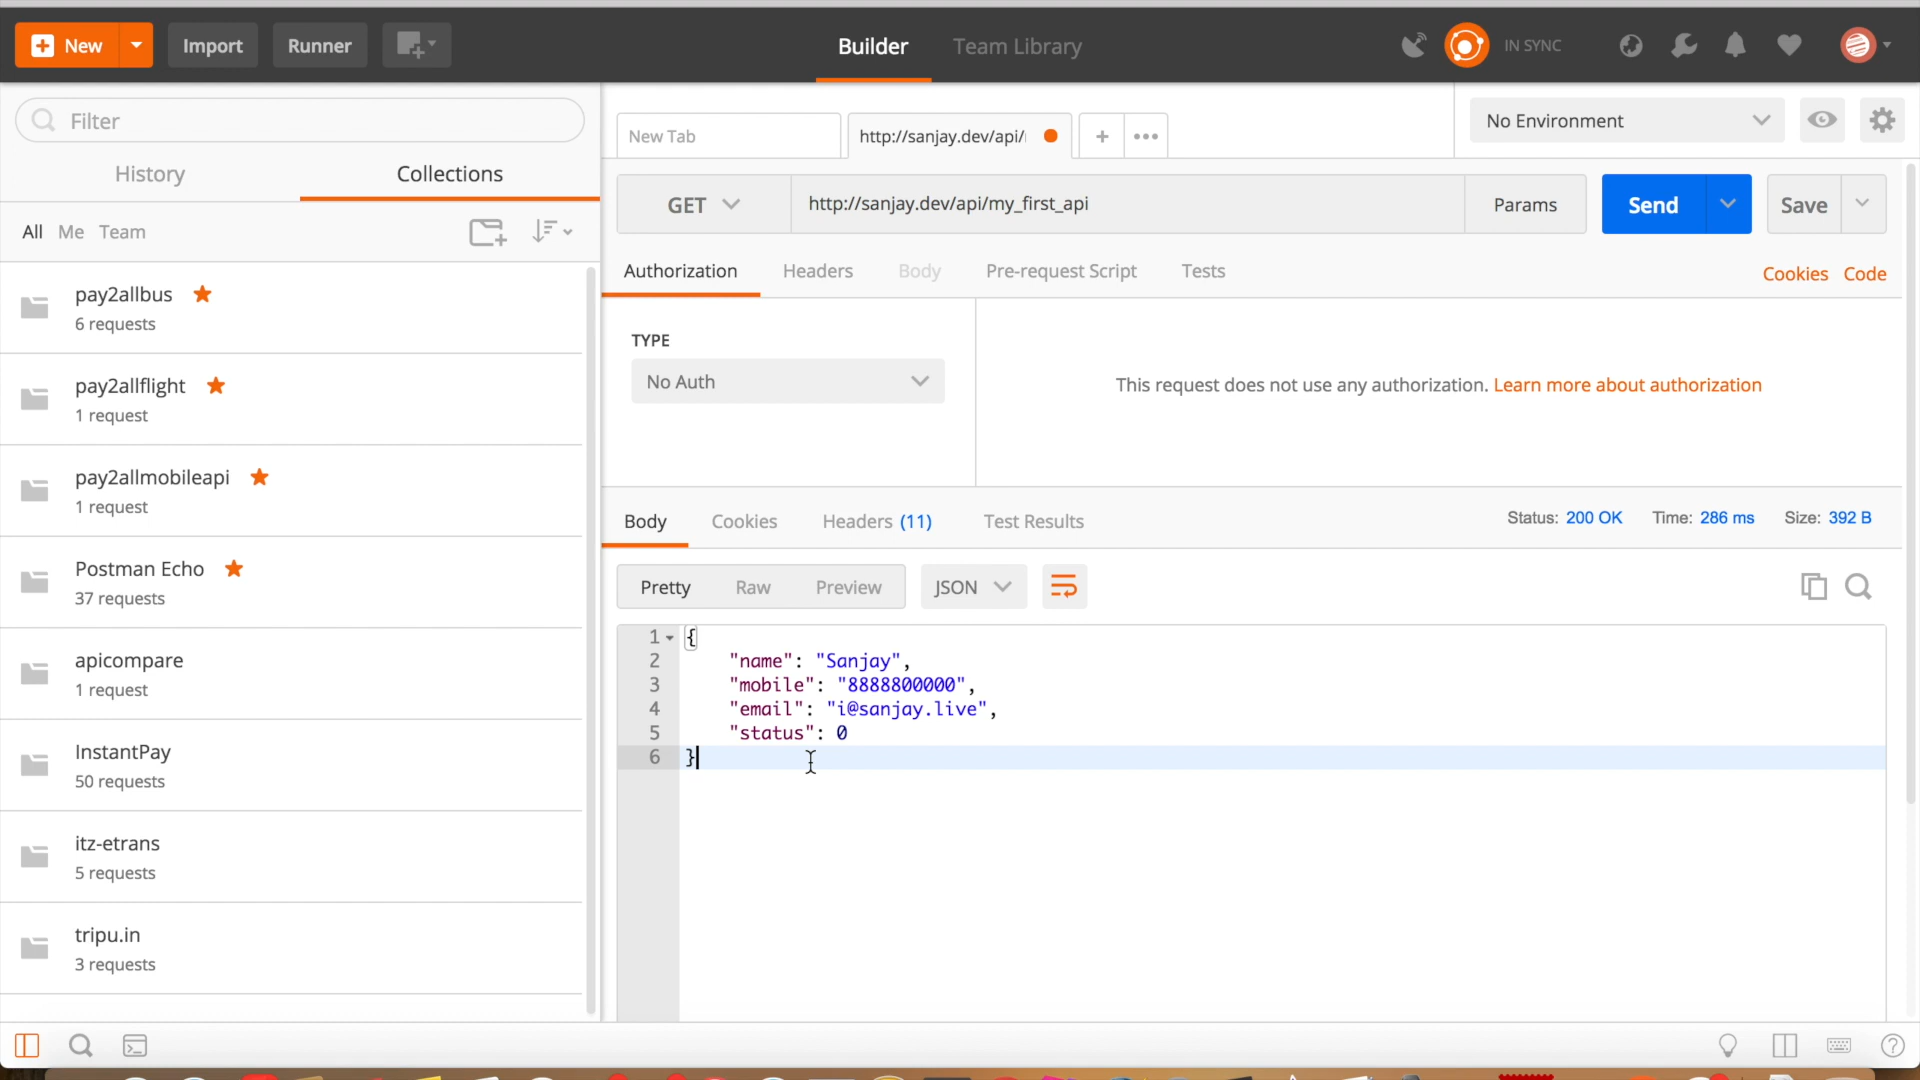 New
Import
Runner
Builder
Team Library
IN SYNC
Filter
History
Collections
All Me Team
pay2allbus
6 requests
pay2allflight
1 request
pay2allmobileapi
1 request
Postman Echo
37 requests
apicompare
1 request
InstantPay
50 requests
itz-etrans
5 requests
tripu.in
3 requests
New Tab
http://sanjay.dev/api/
No Environment
GET
http://sanjay.dev/api/my_first_api
Params
Send
Save
Authorization
Headers
Body
Pre-request Script
Tests
Cookies
Code
TYPE
No Auth
This request does not use any authorization. Learn more about authorization
Body
Cookies
Headers (11)
Test Results
Status: 200 OK
Time: 286 ms
Size: 392 B
Pretty
Raw
Preview
JSON
1 {
2 "name": "Sanjay",
3 "mobile": "8888800000",
4 "email": "i@sanjay.live",
5 "status": 0
6 }